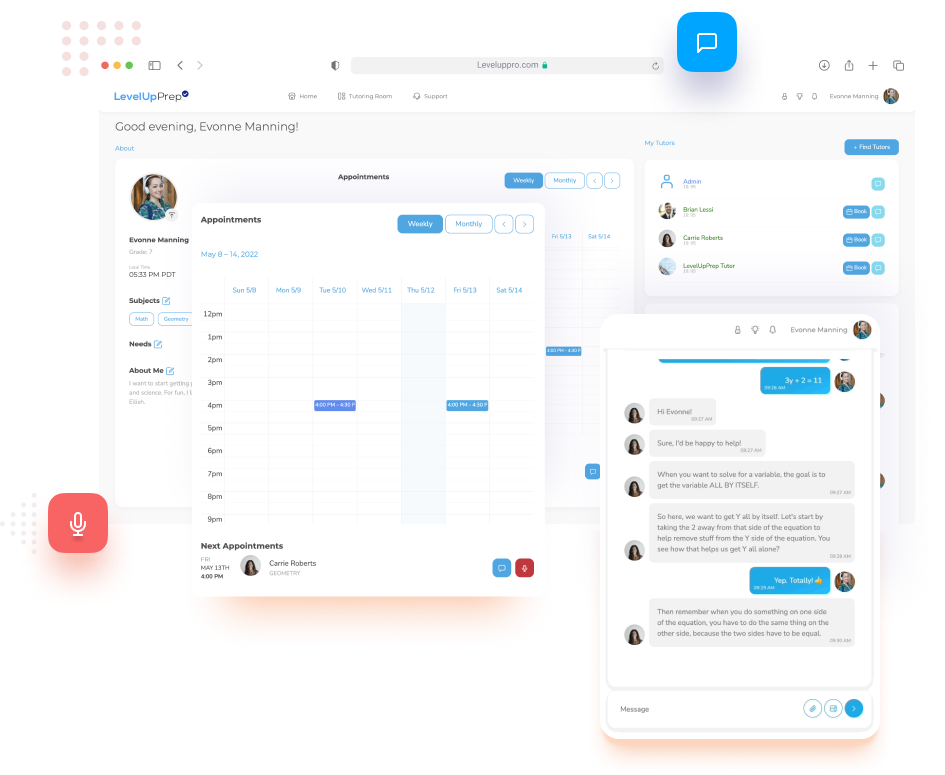 Leveluppro.com
LevelUpPrep
Home
Tutoring Room
Support
Evonne Manning
Good evening, Evonne Manning!
About
Appointments
Weekly
Monthly
Fri 5/13
Sat 5/14
4:00 PM - 4:30 F
Evonne Manning
Grade: 7
Local Time
05:33 PM PDT
Subjects
Math
Geometry
Needs
About Me
I want to start getting
and science. For fun, I
Eilish.
Appointments
Weekly
Monthly
May 8 – 14, 2022
Sun 5/8
Mon 5/9
Tue 5/10
Wed 5/11
Thu 5/12
Fri 5/13
Sat 5/14
12pm
1pm
2pm
3pm
4pm
4:00 PM - 4:30 P
4:00 PM - 4:30 F
5pm
6pm
7pm
8pm
9pm
Next Appointments
FRI
MAY 13TH
4:00 PM
Carrie Roberts
GEOMETRY
My Tutors
+ Find Tutors
Admin
Brian Lessi
Book
Carrie Roberts
Book
LevelUpPrep Tutor
Book
Evonne Manning
3y + 2 = 11
09:26 AM
Hi Evonne!
09:27 AM
Sure, I'd be happy to help!
09:27 AM
When you want to solve for a variable, the goal is to
get the variable ALL BY ITSELF.
09:27 AM
So here, we want to get Y all by itself. Let's start by
taking the 2 away from that side of the equation to
help remove stuff from the Y side of the equation. You
see how that helps us get Y all alone?
09:28 AM
Yep. Totally!👍
09:29 AM
Then remember when you do something on one side
of the equation, you have to do the same thing on the
other side, because the two sides have to be equal.
09:30 AM
Message